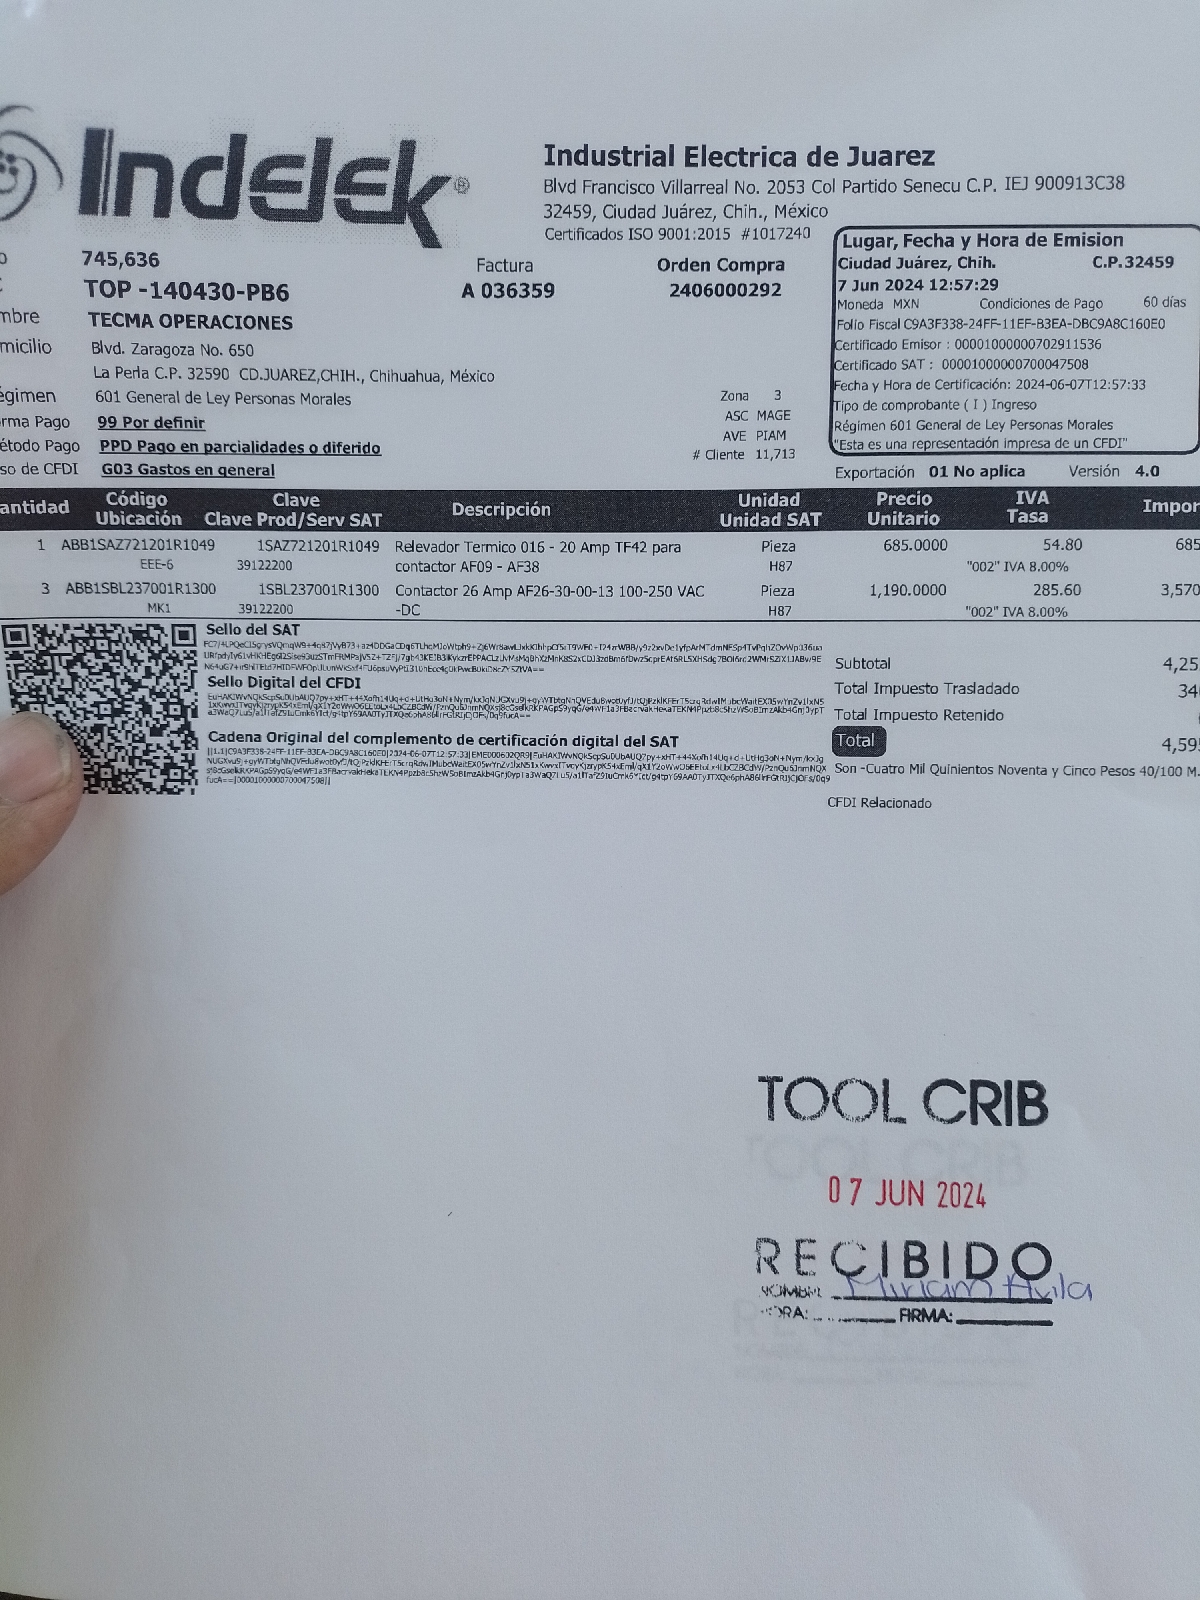 Indelek®
Industrial Electrica de Juarez
Blvd Francisco Villarreal No. 2053 Col Partido Senecu C.P. IEJ 900913C38
32459, Ciudad Juárez, Chih., México
Certificados ISO 9001:2015 #1017240
745,636
TOP -140430-PB6
mbre TECMA OPERACIONES
micilio Blvd. Zaragoza No. 650
La Perla C.P. 32590 CD.JUAREZ,CHIH., Chihuahua, México
égimen 601 General de Ley Personas Morales
rma Pago 99 Por definir
étodo Pago PPD Pago en parcialidades o diferido
so de CFDI G03 Gastos en general
Factura
A 036359
Orden Compra
2406000292
Zona 3
ASC MAGE
AVE PIAM
# Cliente 11,713
Lugar, Fecha y Hora de Emision
Ciudad Juárez, Chih. C.P.32459
7 Jun 2024 12:57:29
Moneda MXN Condiciones de Pago 60 días
Folio Fiscal C9A3F338-24FF-11EF-B3EA-DBC9A8C160E0
Certificado Emisor : 00001000000702911536
Certificado SAT : 00001000000700047508
Fecha y Hora de Certificación: 2024-06-07T12:57:33
Tipo de comprobante ( I ) Ingreso
Régimen 601 General de Ley Personas Morales
"Esta es una representación impresa de un CFDI"
Exportación 01 No aplica Versión 4.0
antidad Código Clave Descripción Unidad Precio IVA Impor
Ubicación Clave Prod/Serv SAT Unidad SAT Unitario Tasa
1 ABB1SAZ721201R1049 1SAZ721201R1049 Relevador Termico 016 - 20 Amp TF42 para Pieza 685.0000 54.80 685
EEE-6 39122200 contactor AF09 - AF38 H87 "002" IVA 8.00%
3 ABB1SBL237001R1300 1SBL237001R1300 Contactor 26 Amp AF26-30-00-13 100-250 VAC Pieza 1,190.0000 285.60 3,570
MK1 39122200 -DC H87 "002" IVA 8.00%
Sello del SAT
Sello Digital del CFDI
Cadena Original del complemento de certificación digital del SAT
Subtotal 4,25
Total Impuesto Trasladado 34
Total Impuesto Retenido
Total 4,59
Son -Cuatro Mil Quinientos Noventa y Cinco Pesos 40/100 M.
CFDI Relacionado
TOOL CRIB
07 JUN 2024
RECIBIDO
NOMBRE Miriam Avila
HORA: FIRMA: